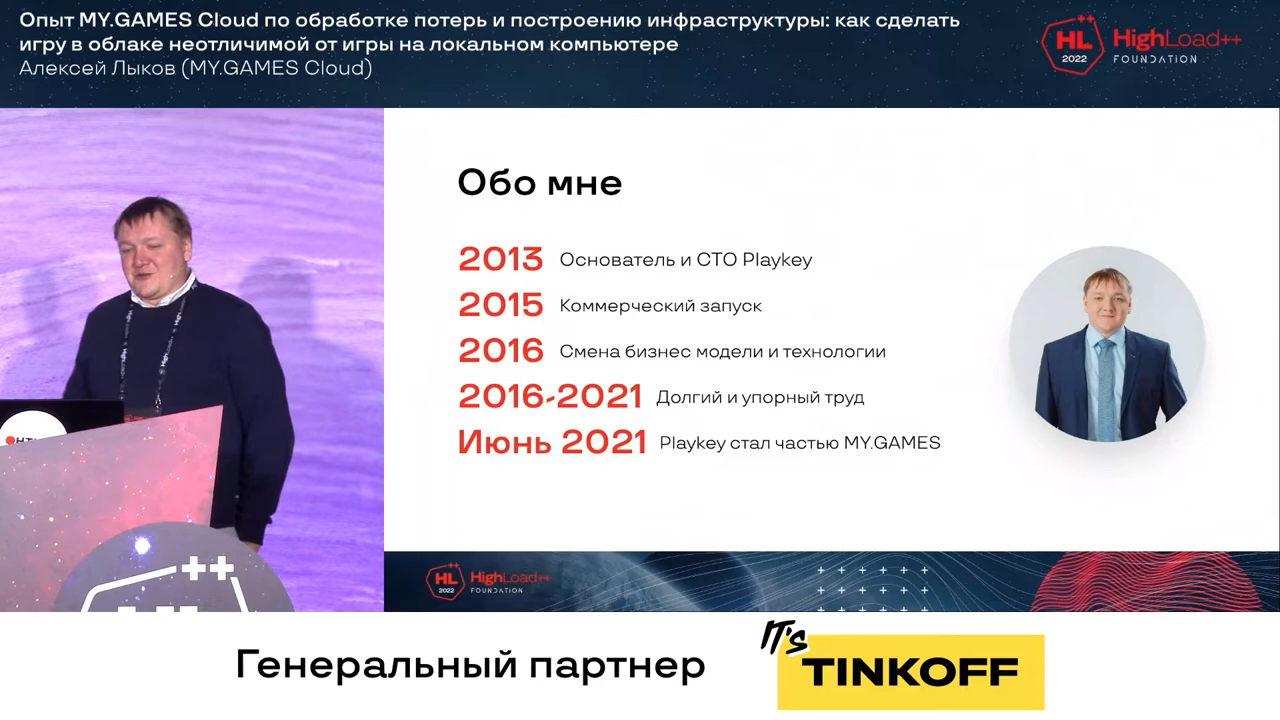 Опыт MY.GAMES Cloud по обработке потерь и построению инфраструктуры: как сделать
игру в облаке неотличимой от игры на локальном компьютере
Алексей Лыков (MY.GAMES Cloud)
HL
2022
HighLoad++
FOUNDATION
Обо мне
2013 Основатель и СТО Playkey
2015 Коммерческий запуск
2016 Смена бизнес модели и технологии
2016-2021 Долгий и упорный труд
Июнь 2021 Playkey стал частью MY.GAMES
HL
2022
HighLoad++
FOUNDATION
Генеральный партнер
IT's
TINKOFF